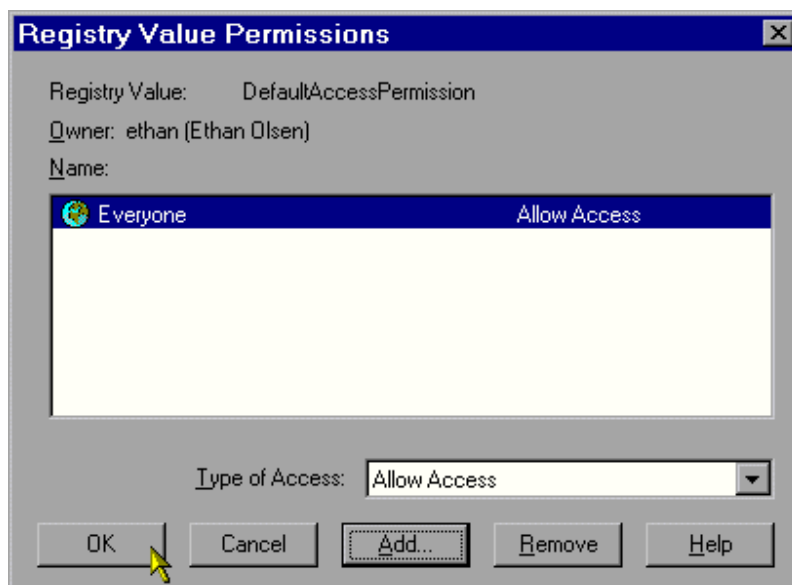 Registry Value Permissions
Registry Value: DefaultAccessPermission
Owner: ethan (Ethan Olsen)
Name:
Everyone Allow Access
Type of Access: Allow Access
OK Cancel Add... Remove Help